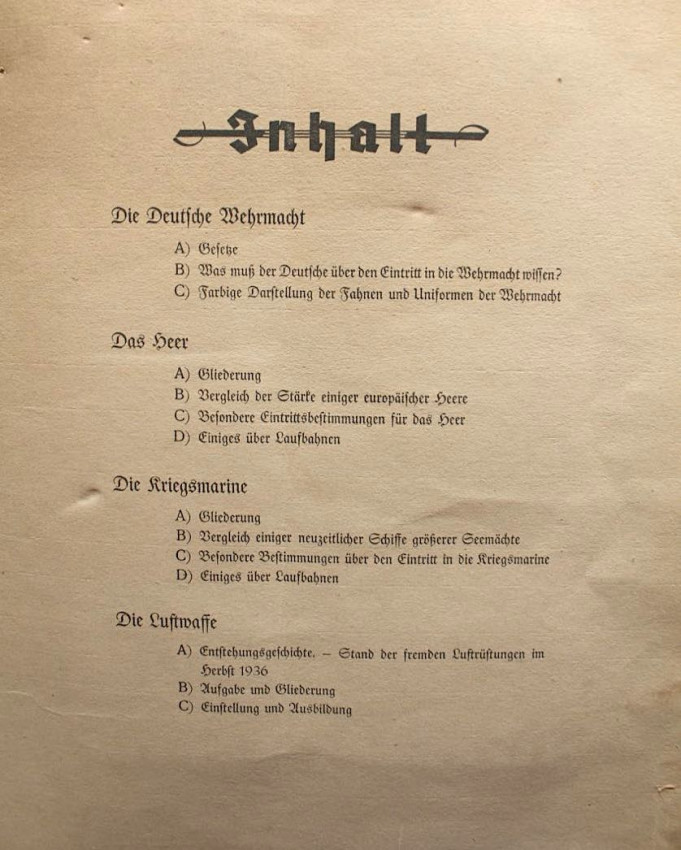 Inhalt
Die Deutsche Wehrmacht
A) Gesetze
B) Was muß der Deutsche über den Eintritt in die Wehrmacht wissen?
C) Farbige Darstellung der Fahnen und Uniformen der Wehrmacht
Das Heer
A) Gliederung
B) Vergleich der Stärke einiger europäischer Heere
C) Besondere Eintrittsbestimmungen für das Heer
D) Einiges über Laufbahnen
Die Kriegsmarine
A) Gliederung
B) Vergleich einiger neuzeitlicher Schiffe größerer Seemächte
C) Besondere Bestimmungen über den Eintritt in die Kriegsmarine
D) Einiges über Laufbahnen
Die Luftwaffe
A) Entstehungsgeschichte. – Stand der fremden Luftrüstungen im
Herbst 1936
B) Aufgabe und Gliederung
C) Einstellung und Ausbildung